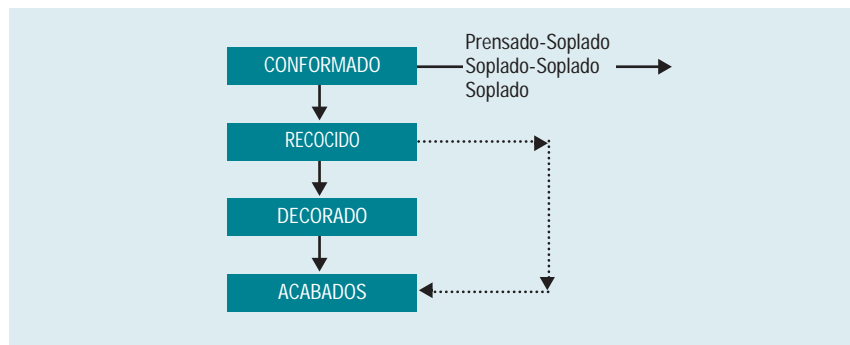 CONFORMADO
Prensado-Soplado
Soplado-Soplado
Soplado
RECOCIDO
DECORADO
ACABADOS